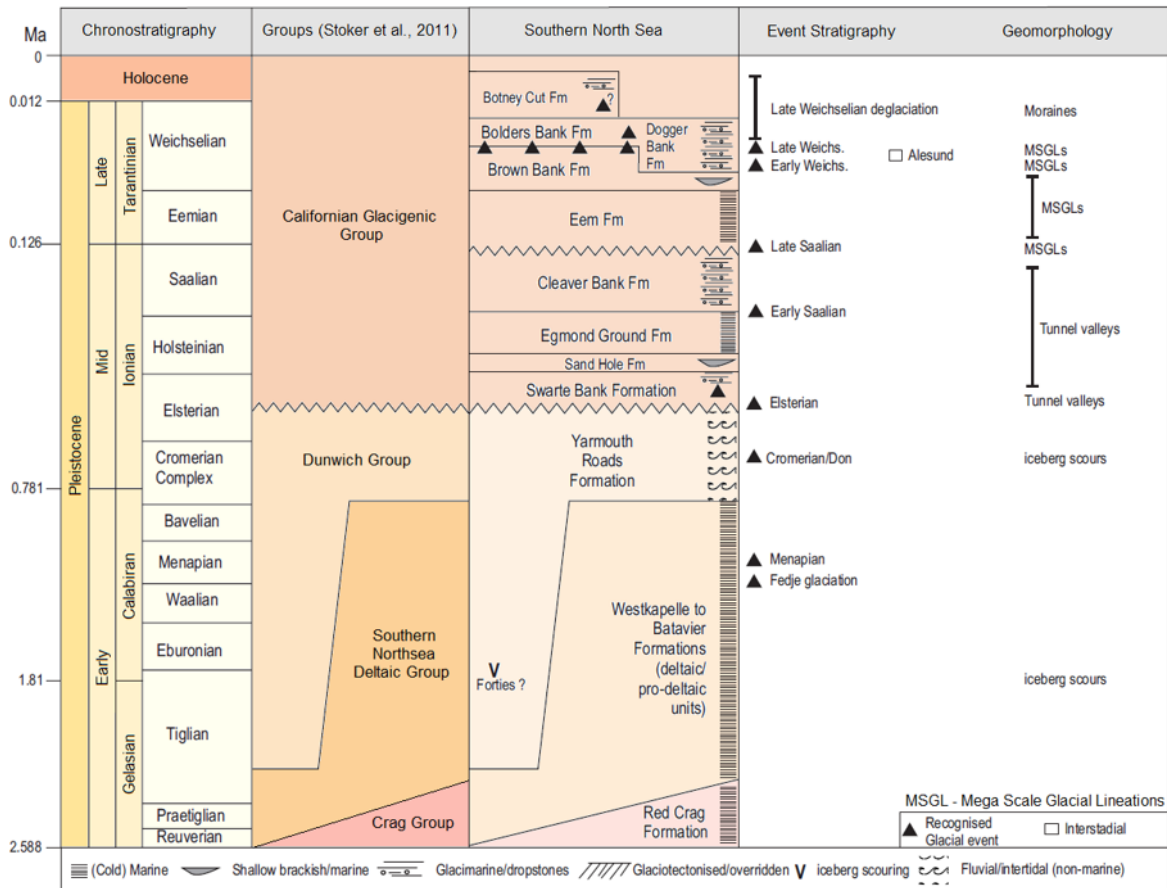 Ma
Chronostratigraphy
Groups (Stoker et al., 2011)
Southern North Sea
Event Stratigraphy
Geomorphology
0
0.012
0.126
0.781
1.81
2.588
Holocene
Pleistocene
Late
Mid
Early
Tarantinian
Ionian
Calabiran
Gelasian
Weichselian
Eemian
Saalian
Holsteinian
Elsterian
Cromerian
Complex
Bavelian
Menapian
Waalian
Eburonian
Tiglian
Praetiglian
Reuverian
Californian Glacigenic
Group
Dunwich Group
Southern
Northsea
Deltaic Group
Crag Group
Botney Cut Fm
?
Bolders Bank Fm
Dogger
Bank
Fm
Brown Bank Fm
Eem Fm
Cleaver Bank Fm
Egmond Ground Fm
Sand Hole Fm
Swarte Bank Formation
Yarmouth
Roads
Formation
Westkapelle to
Batavier
Formations
(deltaic/
pro-deltaic
units)
V
Forties ?
Red Crag
Formation
Late Weichselian deglaciation
Late Weichs.
Early Weichs.
Alesund
Late Saalian
Early Saalian
Elsterian
Cromerian/Don
Menapian
Fedje glaciation
Moraines
MSGLs
MSGLs
MSGLs
MSGLs
Tunnel valleys
Tunnel valleys
iceberg scours
iceberg scours
MSGL - Mega Scale Glacial Lineations
Recognised
Glacial event
Interstadial
(Cold) Marine
Shallow brackish/marine
Glacimarine/dropstones
Glaciotectonised/overridden
V iceberg scouring
Fluvial/intertidal (non-marine)